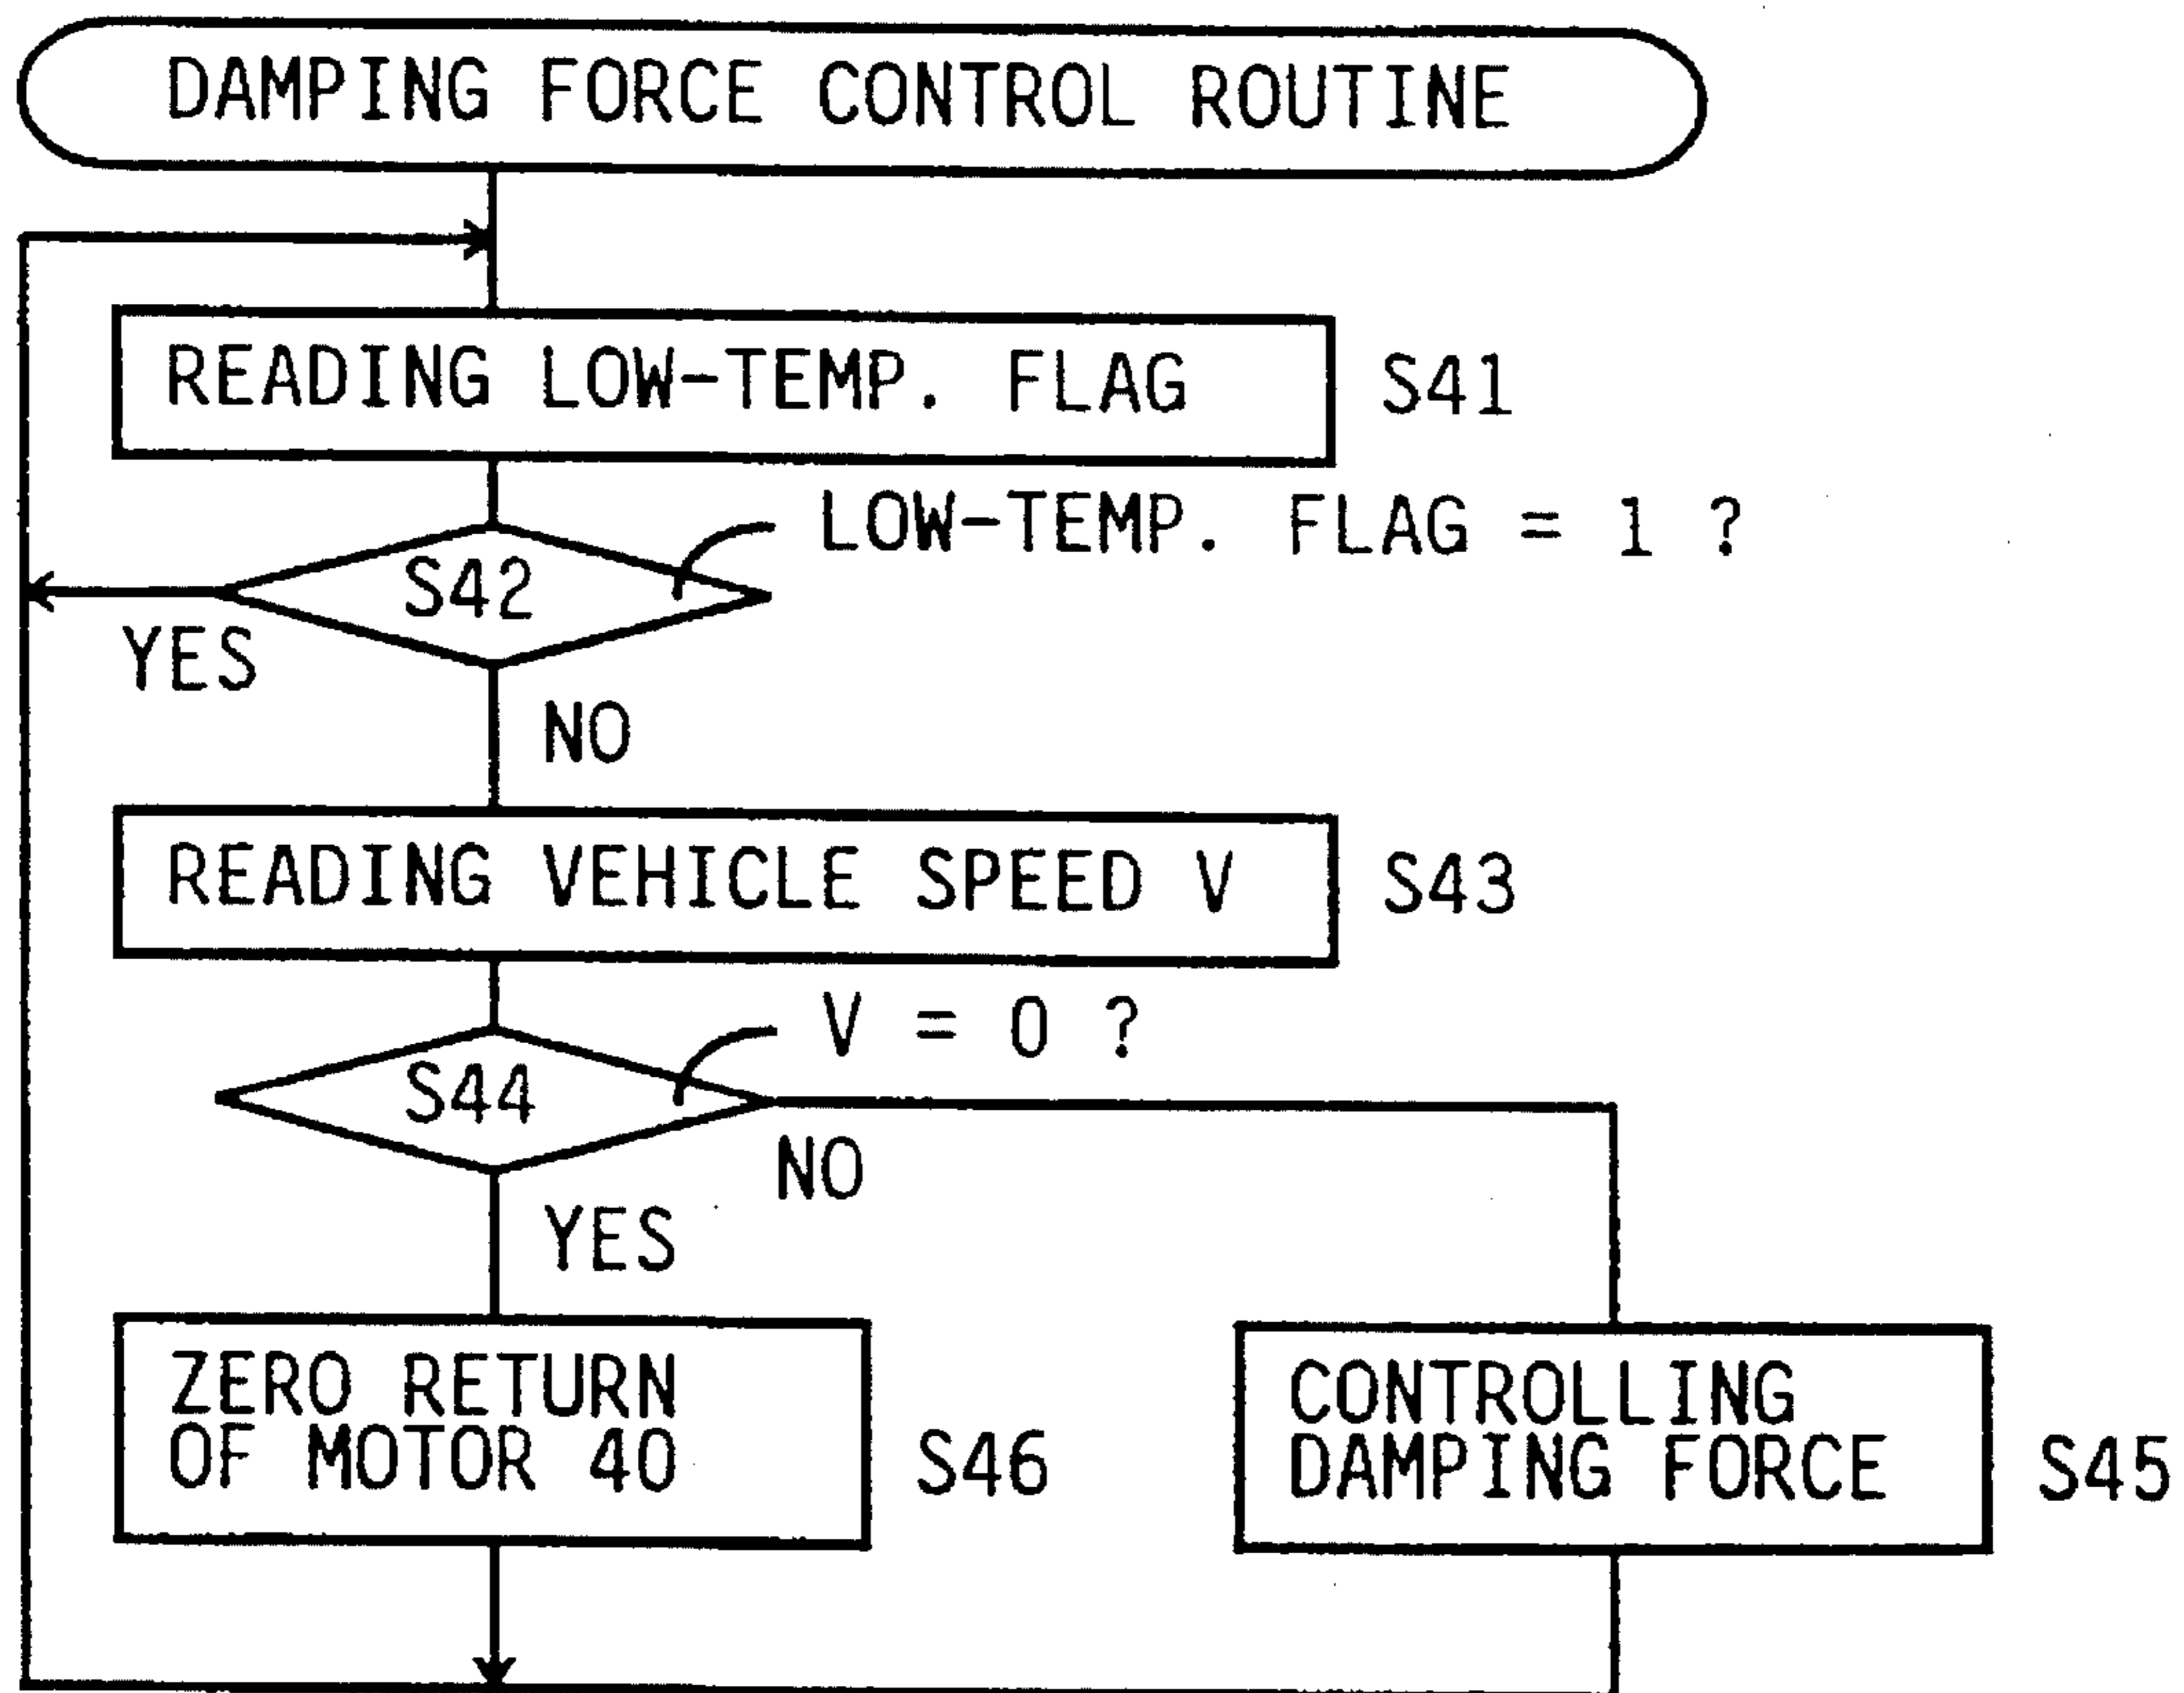 DAMPING FORCE CONTROL ROUTINE
READING LOW-TEMP. FLAG
S41
LOW-TEMP. FLAG = 1 ?
S42
YES
NO
READING VEHICLE SPEED V
S43
V = 0 ?
S44
NO
YES
ZERO RETURN
OF MOTOR 40
S46
CONTROLLING
DAMPING FORCE
S45